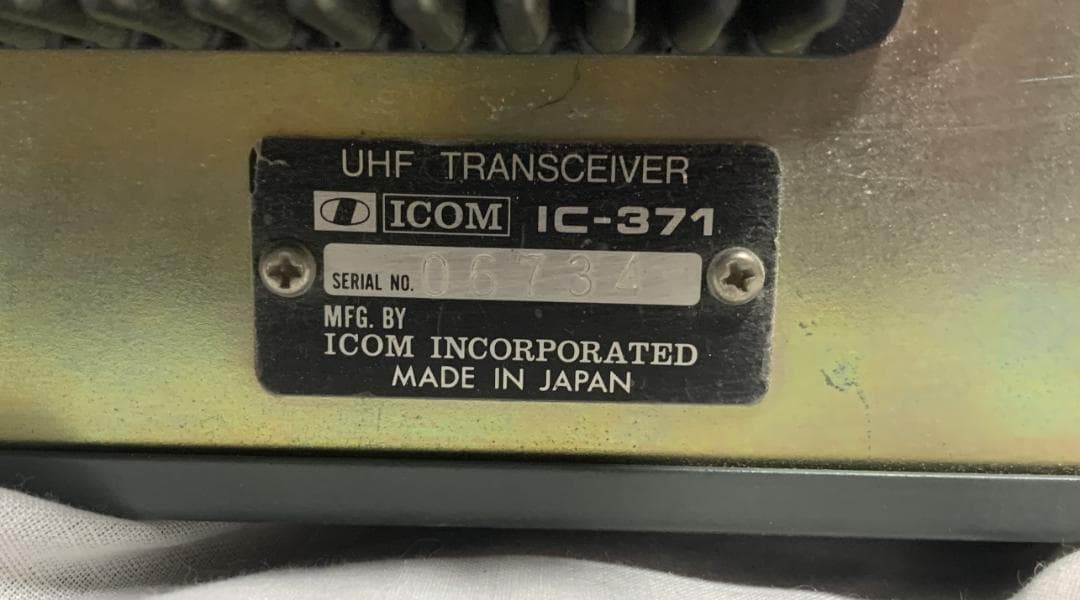 UHF TRANSCEIVER
ICOM IC-371
SERIAL NO. 06734
MFG. BY
ICOM INCORPORATED
MADE IN JAPAN